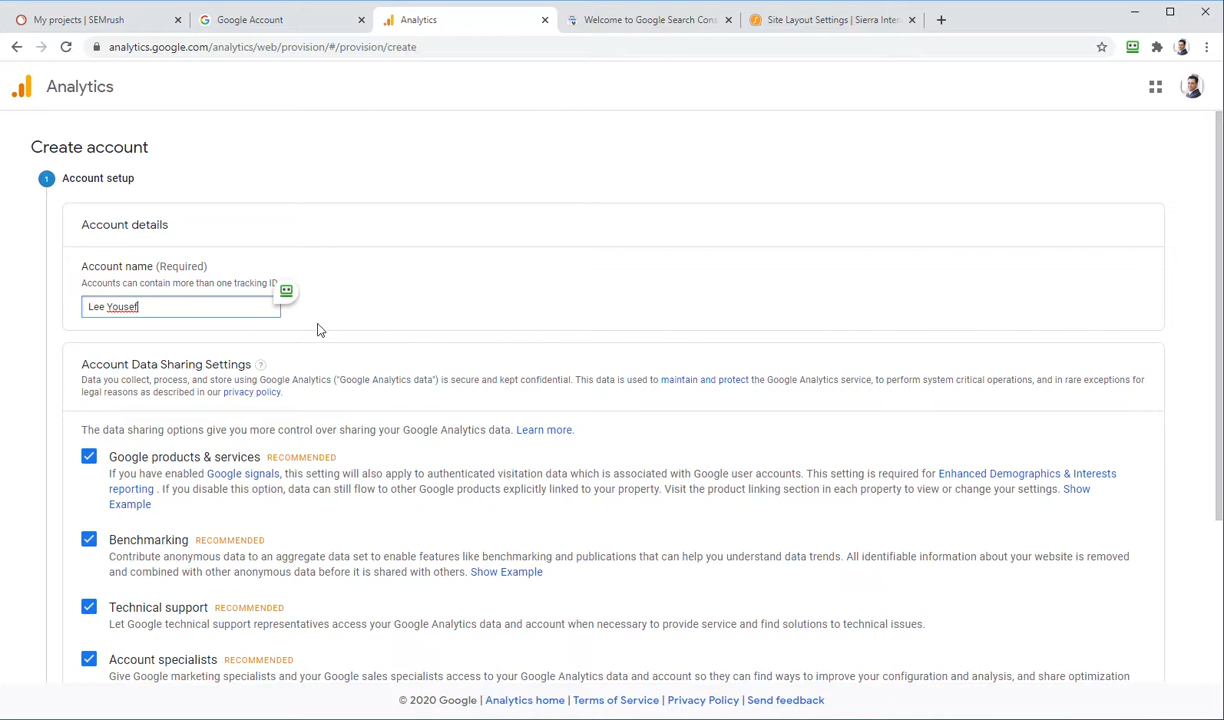 My projects | SEMrush
Google Account
Analytics
Welcome to Google Search Cons
Site Layout Settings | Sierra Inter
analytics.google.com/analytics/web/provision/#/provision/create
Analytics
Create account
1 Account setup
Account details
Account name (Required)
Accounts can contain more than one tracking ID
Lee Yousef
Account Data Sharing Settings ?
Data you collect, process, and store using Google Analytics ("Google Analytics data") is secure and kept confidential. This data is used to maintain and protect the Google Analytics service, to perform system critical operations, and in rare exceptions for
legal reasons as described in our privacy policy.
The data sharing options give you more control over sharing your Google Analytics data. Learn more.
Google products & services RECOMMENDED
If you have enabled Google signals, this setting will also apply to authenticated visitation data which is associated with Google user accounts. This setting is required for Enhanced Demographics & Interests
reporting . If you disable this option, data can still flow to other Google products explicitly linked to your property. Visit the product linking section in each property to view or change your settings. Show
Example
Benchmarking RECOMMENDED
Contribute anonymous data to an aggregate data set to enable features like benchmarking and publications that can help you understand data trends. All identifiable information about your website is removed
and combined with other anonymous data before it is shared with others. Show Example
Technical support RECOMMENDED
Let Google technical support representatives access your Google Analytics data and account when necessary to provide service and find solutions to technical issues.
Account specialists RECOMMENDED
Give Google marketing specialists and your Google sales specialists access to your Google Analytics data and account so they can find ways to improve your configuration and analysis, and share optimization
© 2020 Google | Analytics home | Terms of Service | Privacy Policy | Send feedback